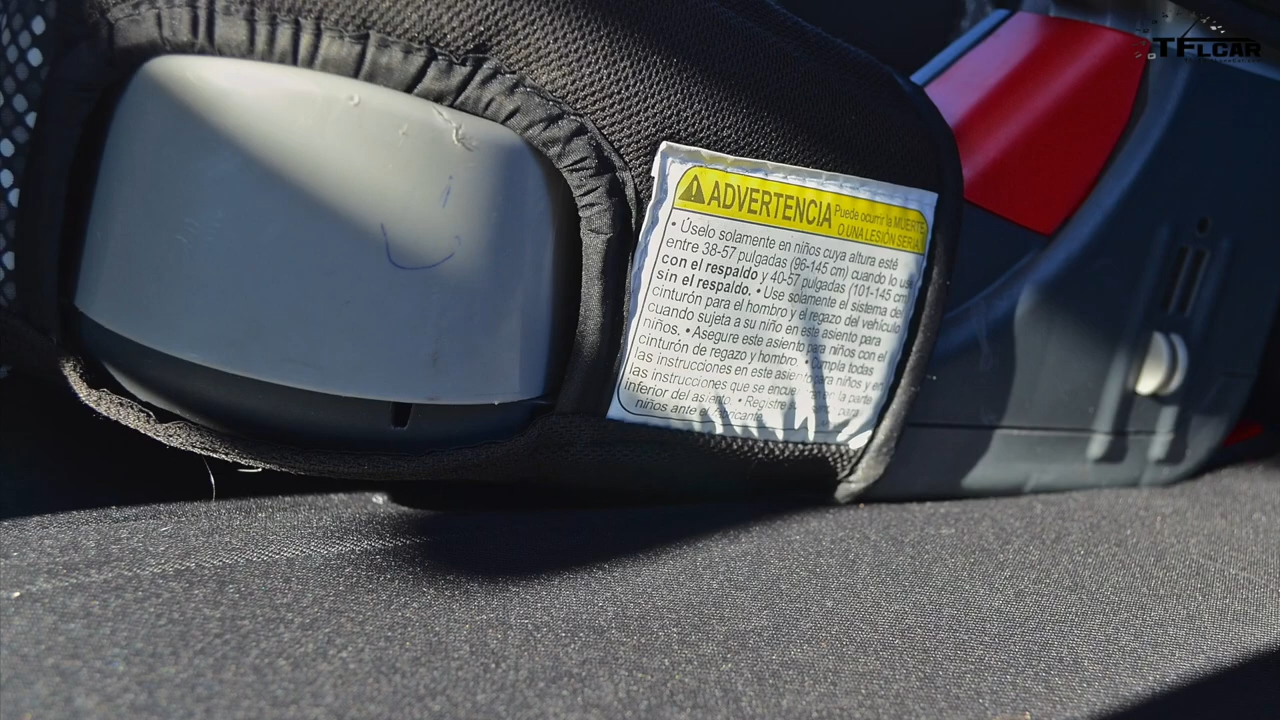 TFLCAR
ADVERTENCIA Puede ocurrir la MUERTE
O UNA LESIÓN SERIA
• Úselo solamente en niños cuya altura esté
entre 38-57 pulgadas (96-145 cm) cuando lo use
con el respaldo y 40-57 pulgadas (101-145 cm)
sin el respaldo. • Use solamente el sistema del
cinturón para el hombro y el regazo del vehículo
cuando sujeta a su niño en este asiento para
niños. • Asegure este asiento para niños con el
cinturón de regazo y hombro. • Cumpla todas
las instrucciones en este asiento para niños y en
las instrucciones que se encuentran en la parte
inferior del asiento. • Registre su para
niños ante el fabricante.